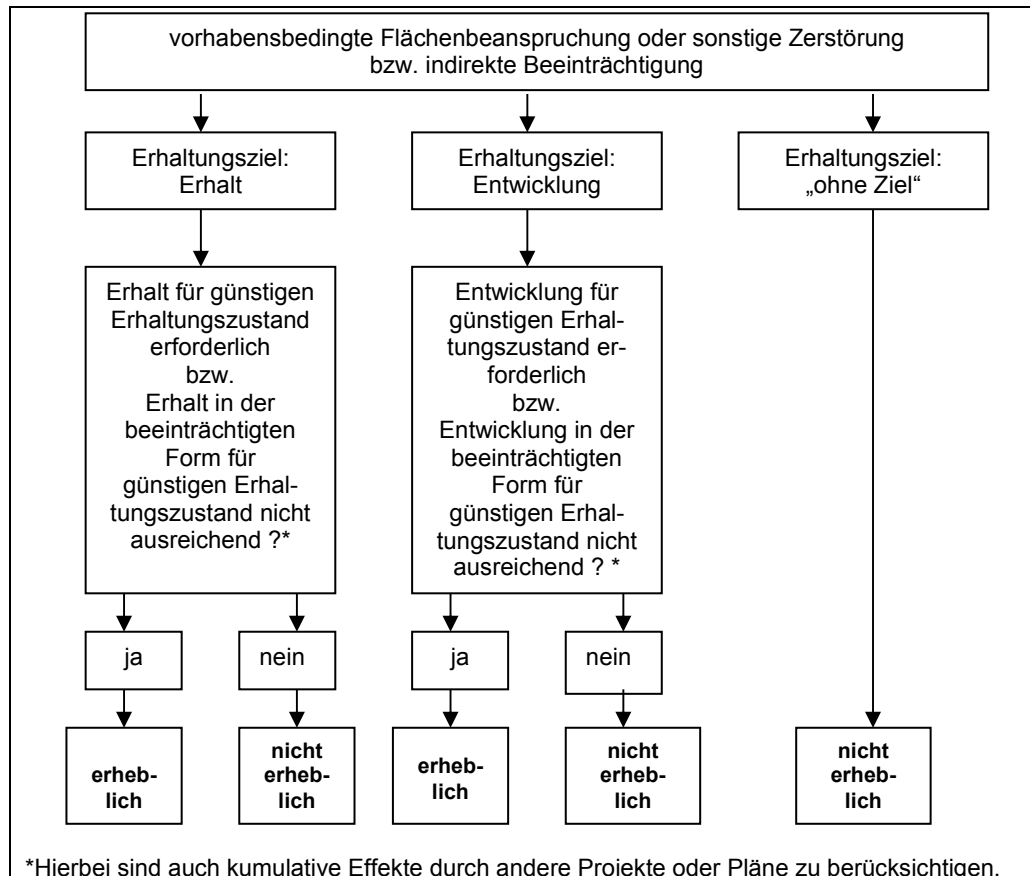 vorhabensbedingte Flächenbeanspruchung oder sonstige Zerstörung
bzw. indirekte Beeinträchtigung
Erhaltungsziel:
Erhalt
Erhaltungsziel:
Entwicklung
Erhaltungsziel:
„ohne Ziel“
Erhalt für günstigen
Erhaltungszustand
erforderlich
bzw.
Erhalt in der
beeinträchtigten
Form für
günstigen Erhal-
tungszustand nicht
ausreichend ?*
Entwicklung für
günstigen Erhal-
tungszustand er-
forderlich
bzw.
Entwicklung in der
beeinträchtigten
Form für
günstigen Erhal-
tungszustand nicht
ausreichend ? *
ja
nein
ja
nein
erheb-
lich
nicht
erheb-
lich
erheb-
lich
nicht
erheb-
lich
nicht
erheb-
lich
*Hierbei sind auch kumulative Effekte durch andere Projekte oder Pläne zu berücksichtigen.